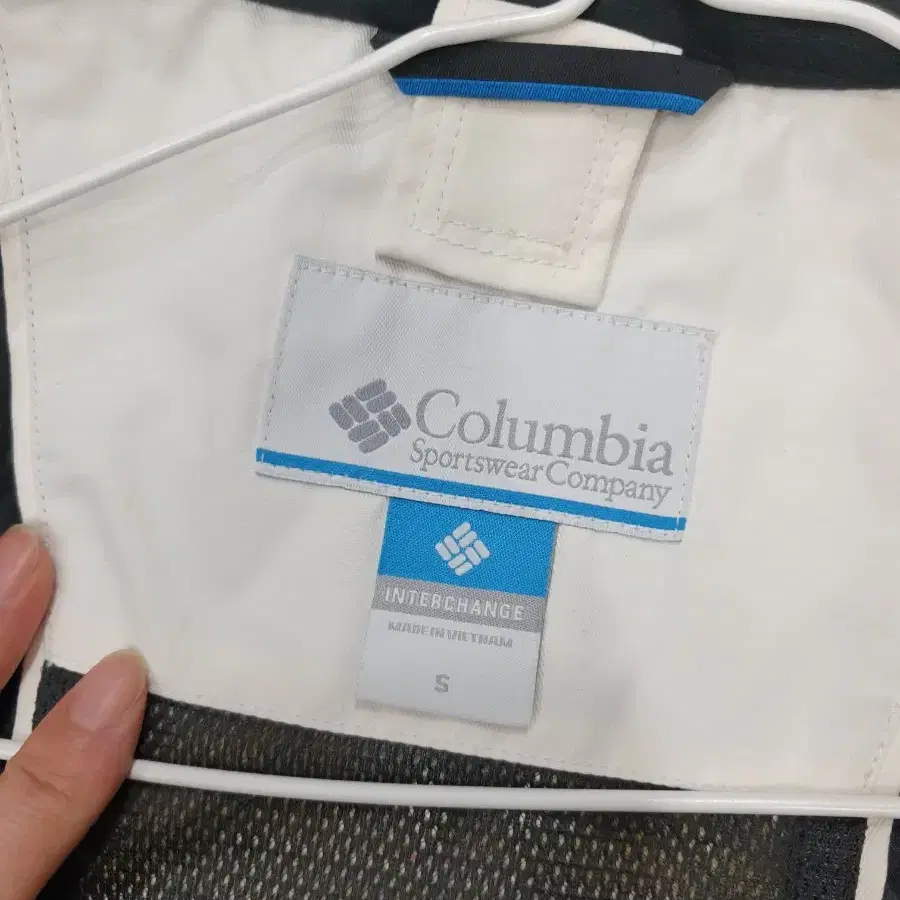 Columbia
Sportswear Company
INTERCHANGE
MADE IN VIETNAM
S